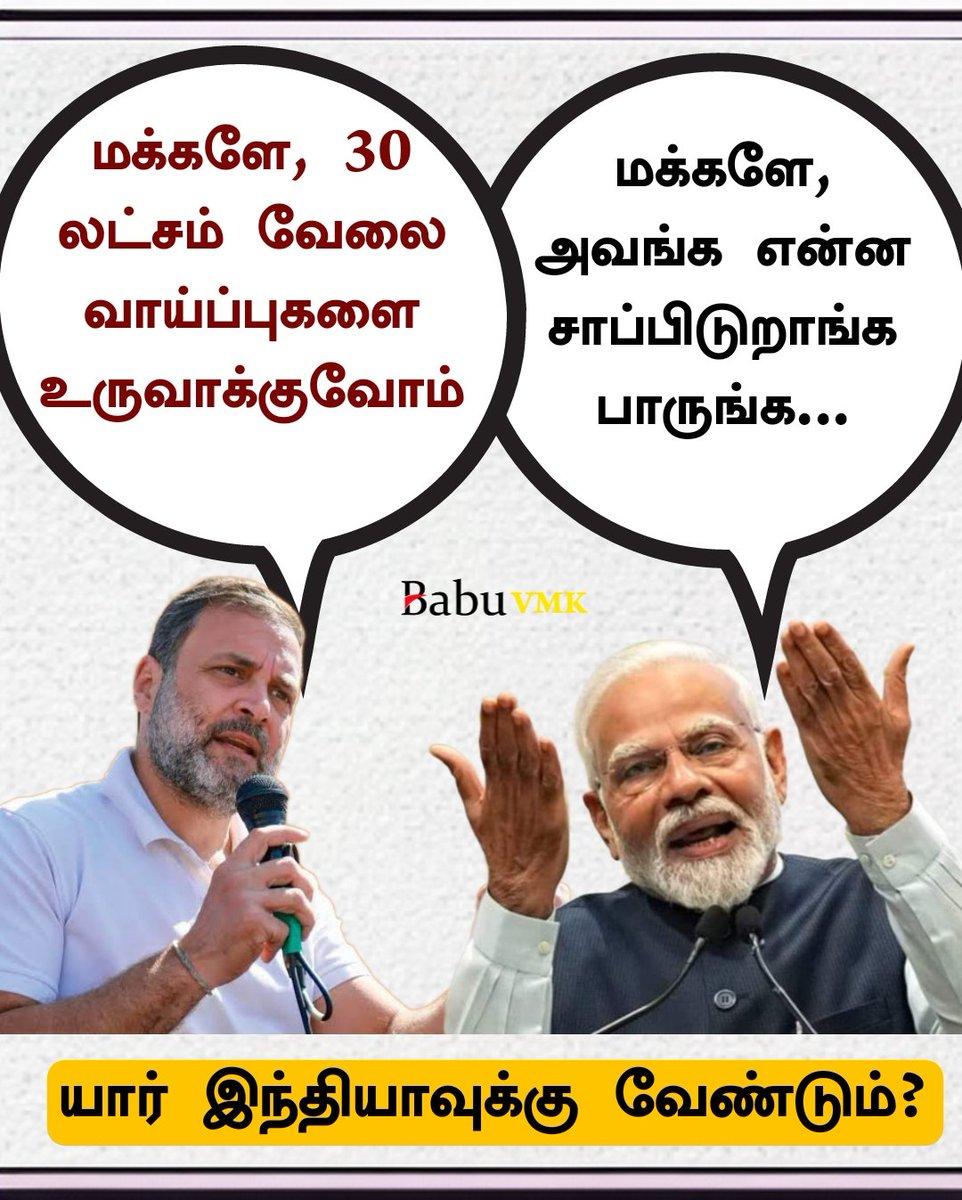 மக்களே, 30
லட்சம் வேலை
வாய்ப்புகளை
உருவாக்குவோம்
மக்களே,
அவங்க என்ன
சாப்பிடுறாங்க
பாருங்க...
Babu VMK
யார் இந்தியாவுக்கு வேண்டும்?